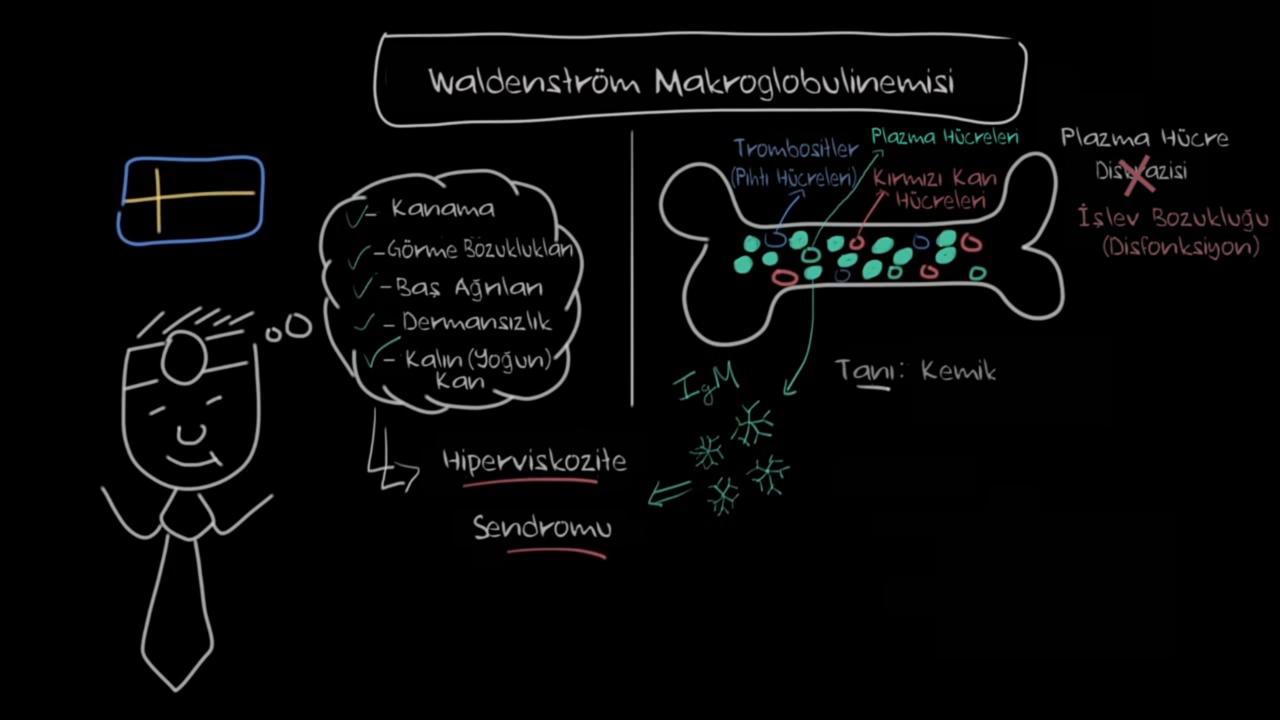 Waldenström Makroglobulinemisi
- Kanama
- Görme Bozuklukları
- Baş Ağrıları
- Dermansızlık
- Kalın (Yoğun)
Kan
Hiperviskozite
Sendromu
Trombositler
(Pıhtı Hücreleri)
Plazma Hücreleri
Kırmızı Kan
Hücreleri
Plazma Hücre
Diskrazisi
İşlev Bozukluğu
(Disfonksiyon)
IgM
Tanı: Kemik